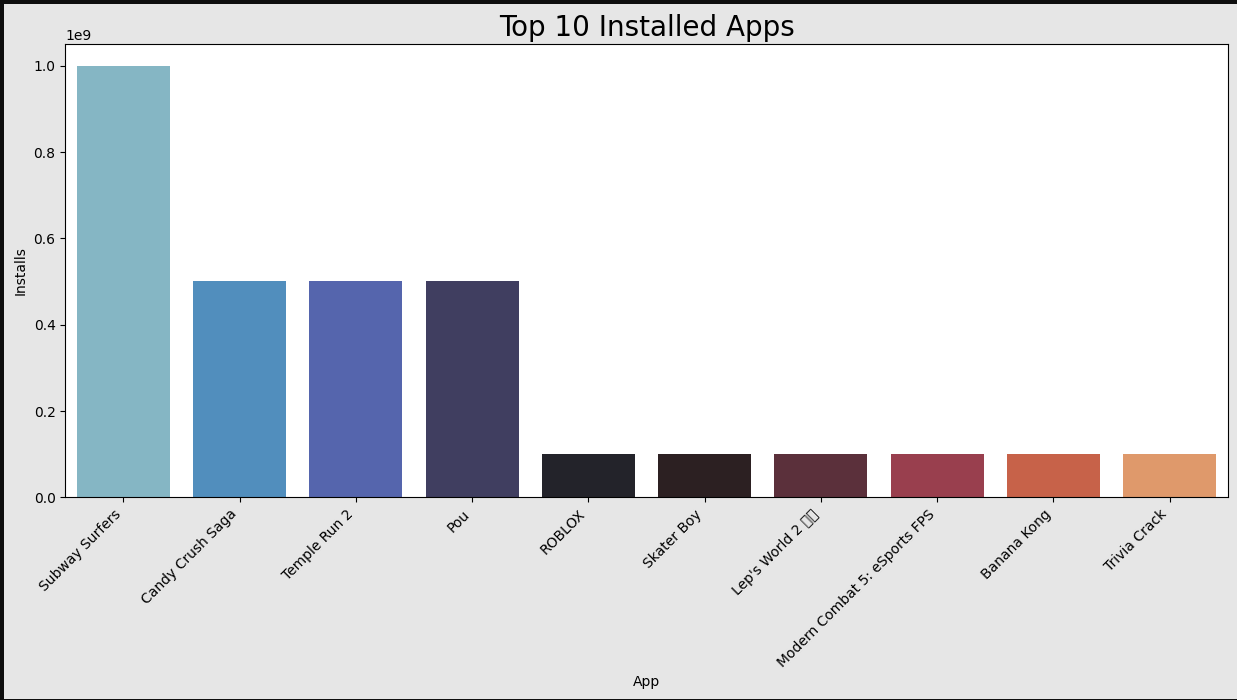 Top 10 Installed Apps
1e9
1.0
0.8
0.6
0.4
0.2
0.0
Installs
Subway Surfers
Candy Crush Saga
Temple Run 2
Pou
ROBLOX
Skater Boy
Lep's World 2
Modern Combat 5: eSports FPS
Banana Kong
Trivia Crack
App